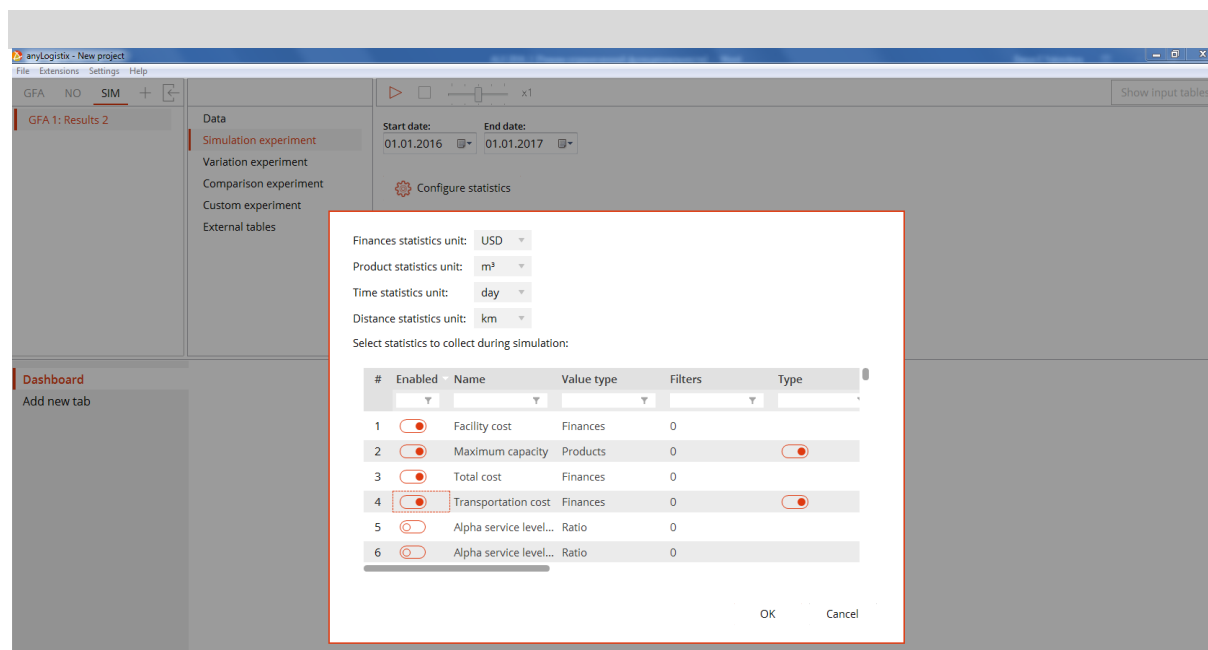 anyLogistix - New project
File Extensions Settings Help
GFA NO SIM x1 Show input tables
GFA 1: Results 2
Data
Simulation experiment
Variation experiment
Comparison experiment
Custom experiment
External tables
Start date: End date:
01.01.2016 01.01.2017
Configure statistics
Finances statistics unit: USD
Product statistics unit: m³
Time statistics unit: day
Distance statistics unit: km
Select statistics to collect during simulation:
# Enabled Name Value type Filters Type
1 Facility cost Finances 0
2 Maximum capacity Products 0
3 Total cost Finances 0
4 Transportation cost Finances 0
5 Alpha service level... Ratio 0
6 Alpha service level... Ratio 0
OK Cancel
Dashboard
Add new tab